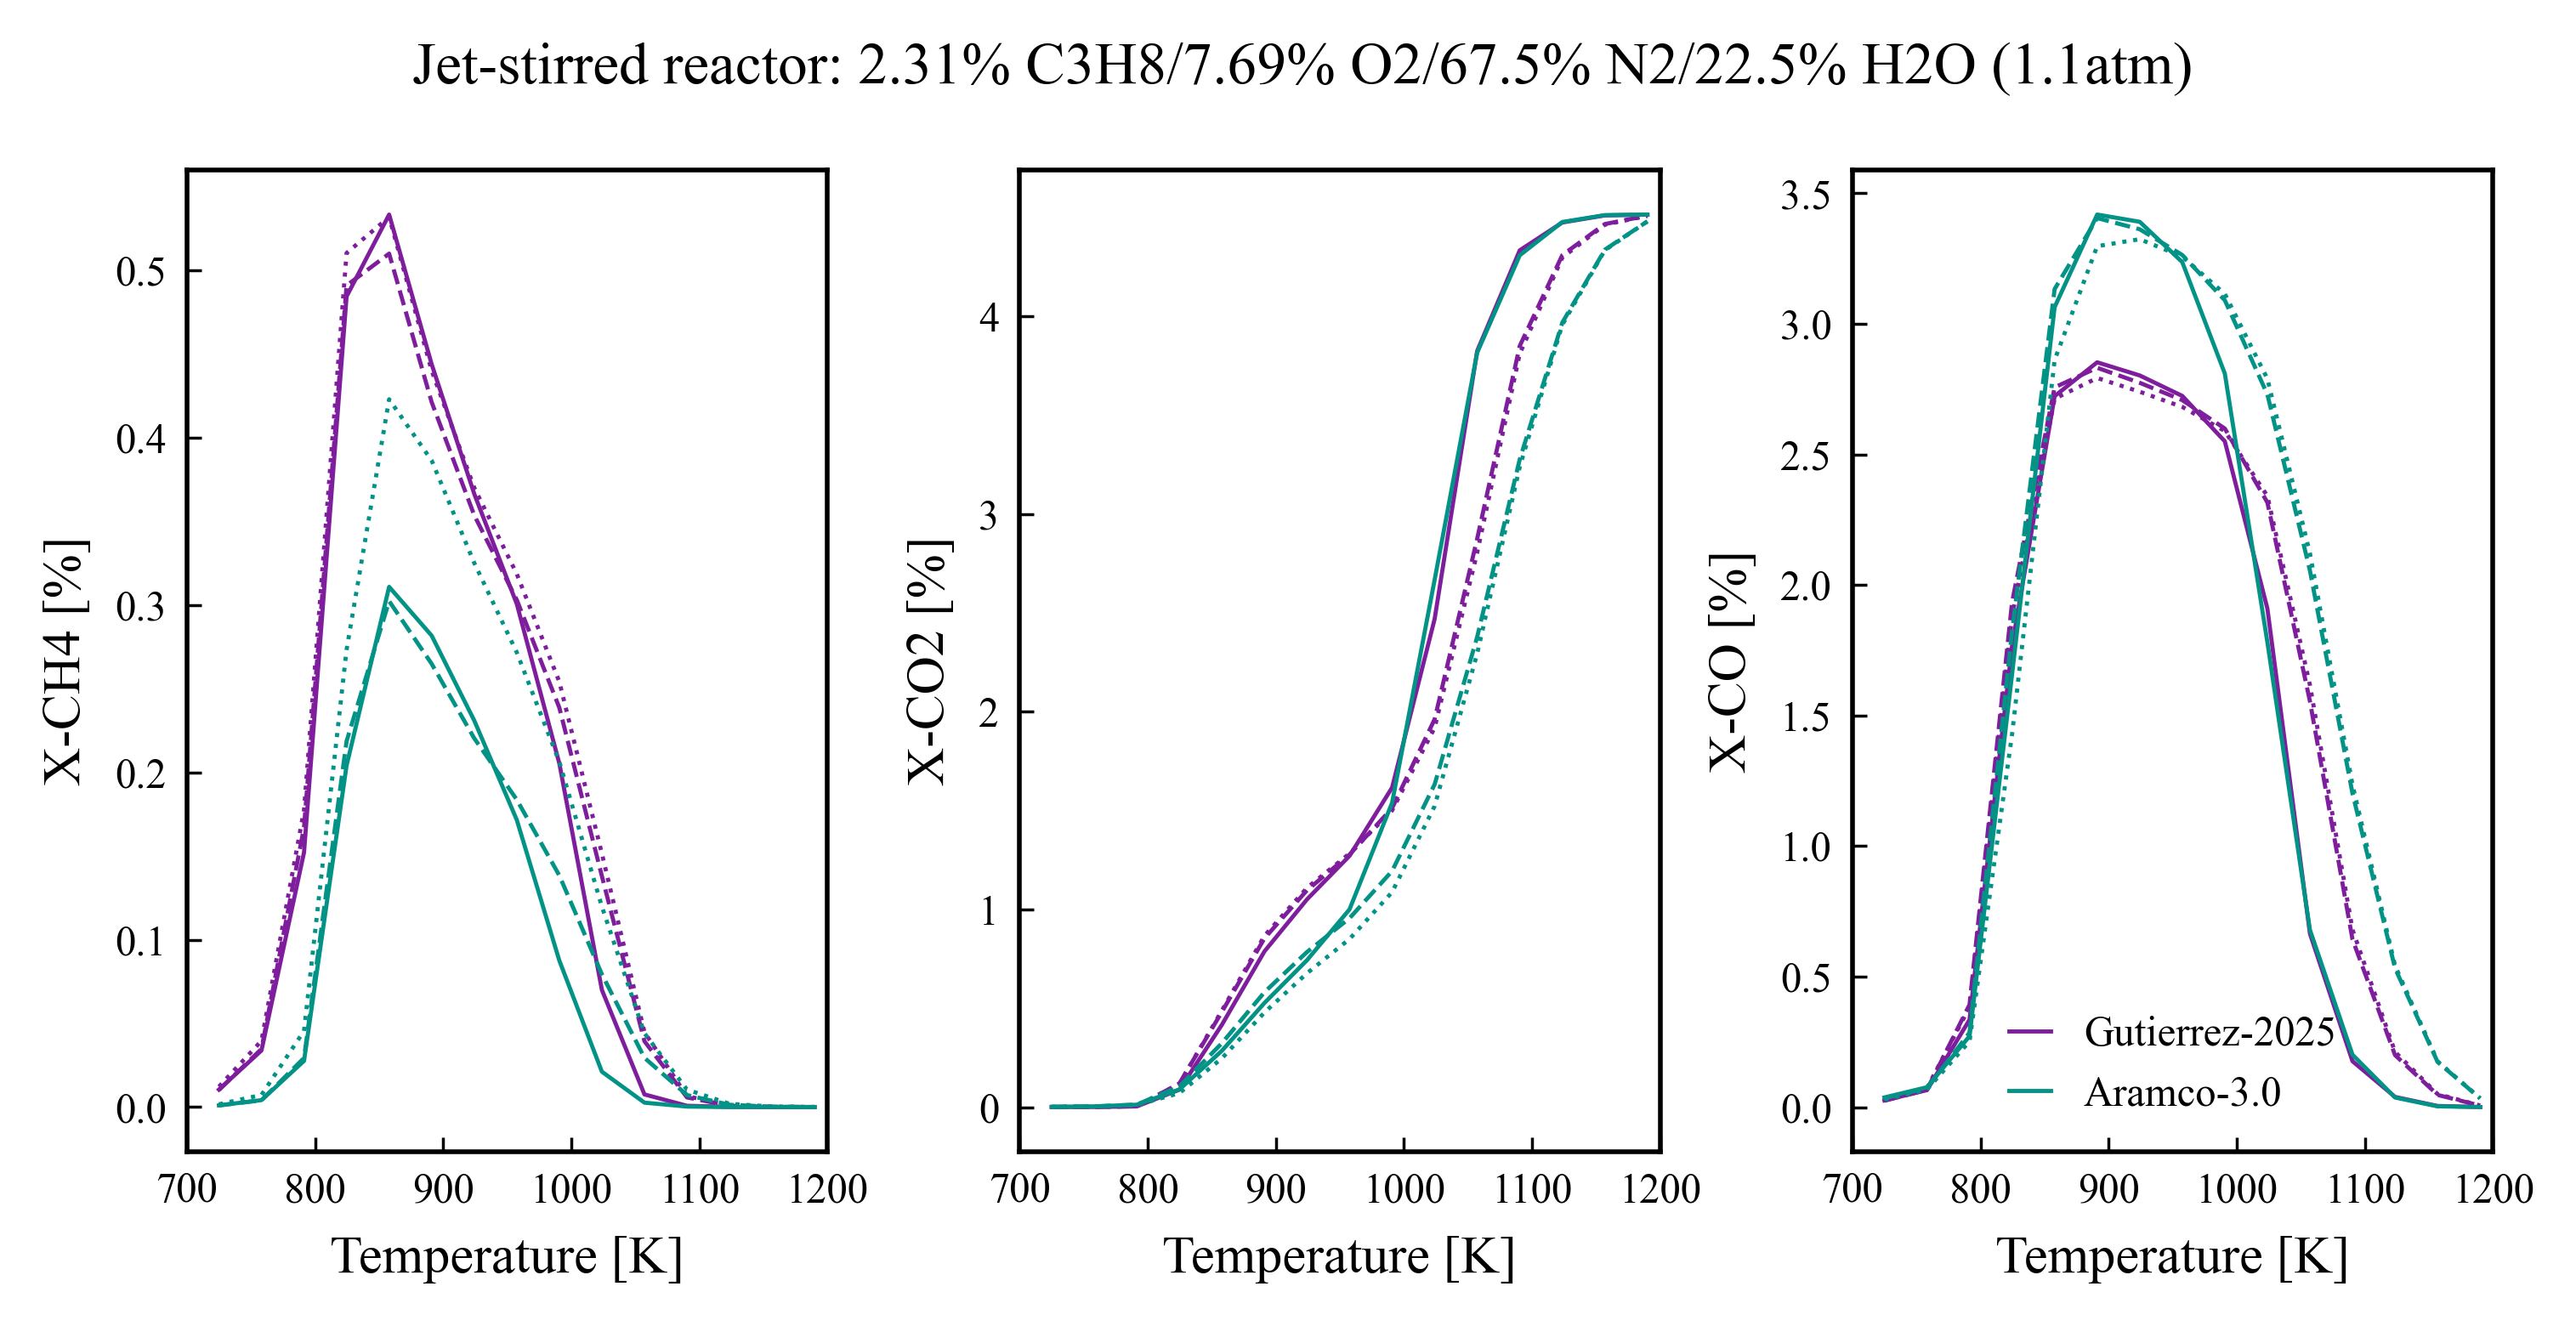 Jet-stirred reactor: 2.31% C3H8/7.69% O2/67.5% N2/22.5% H2O (1.1atm)
X-CH4 [%]
0.5
0.4
0.3
0.2
0.1
0.0
700 800 900 1000 1100 1200
Temperature [K]
X-CO2 [%]
4
3
2
1
0
700 800 900 1000 1100 1200
Temperature [K]
X-CO [%]
3.5
3.0
2.5
2.0
1.5
1.0
0.5
0.0
Gutierrez-2025
Aramco-3.0
700 800 900 1000 1100 1200
Temperature [K]